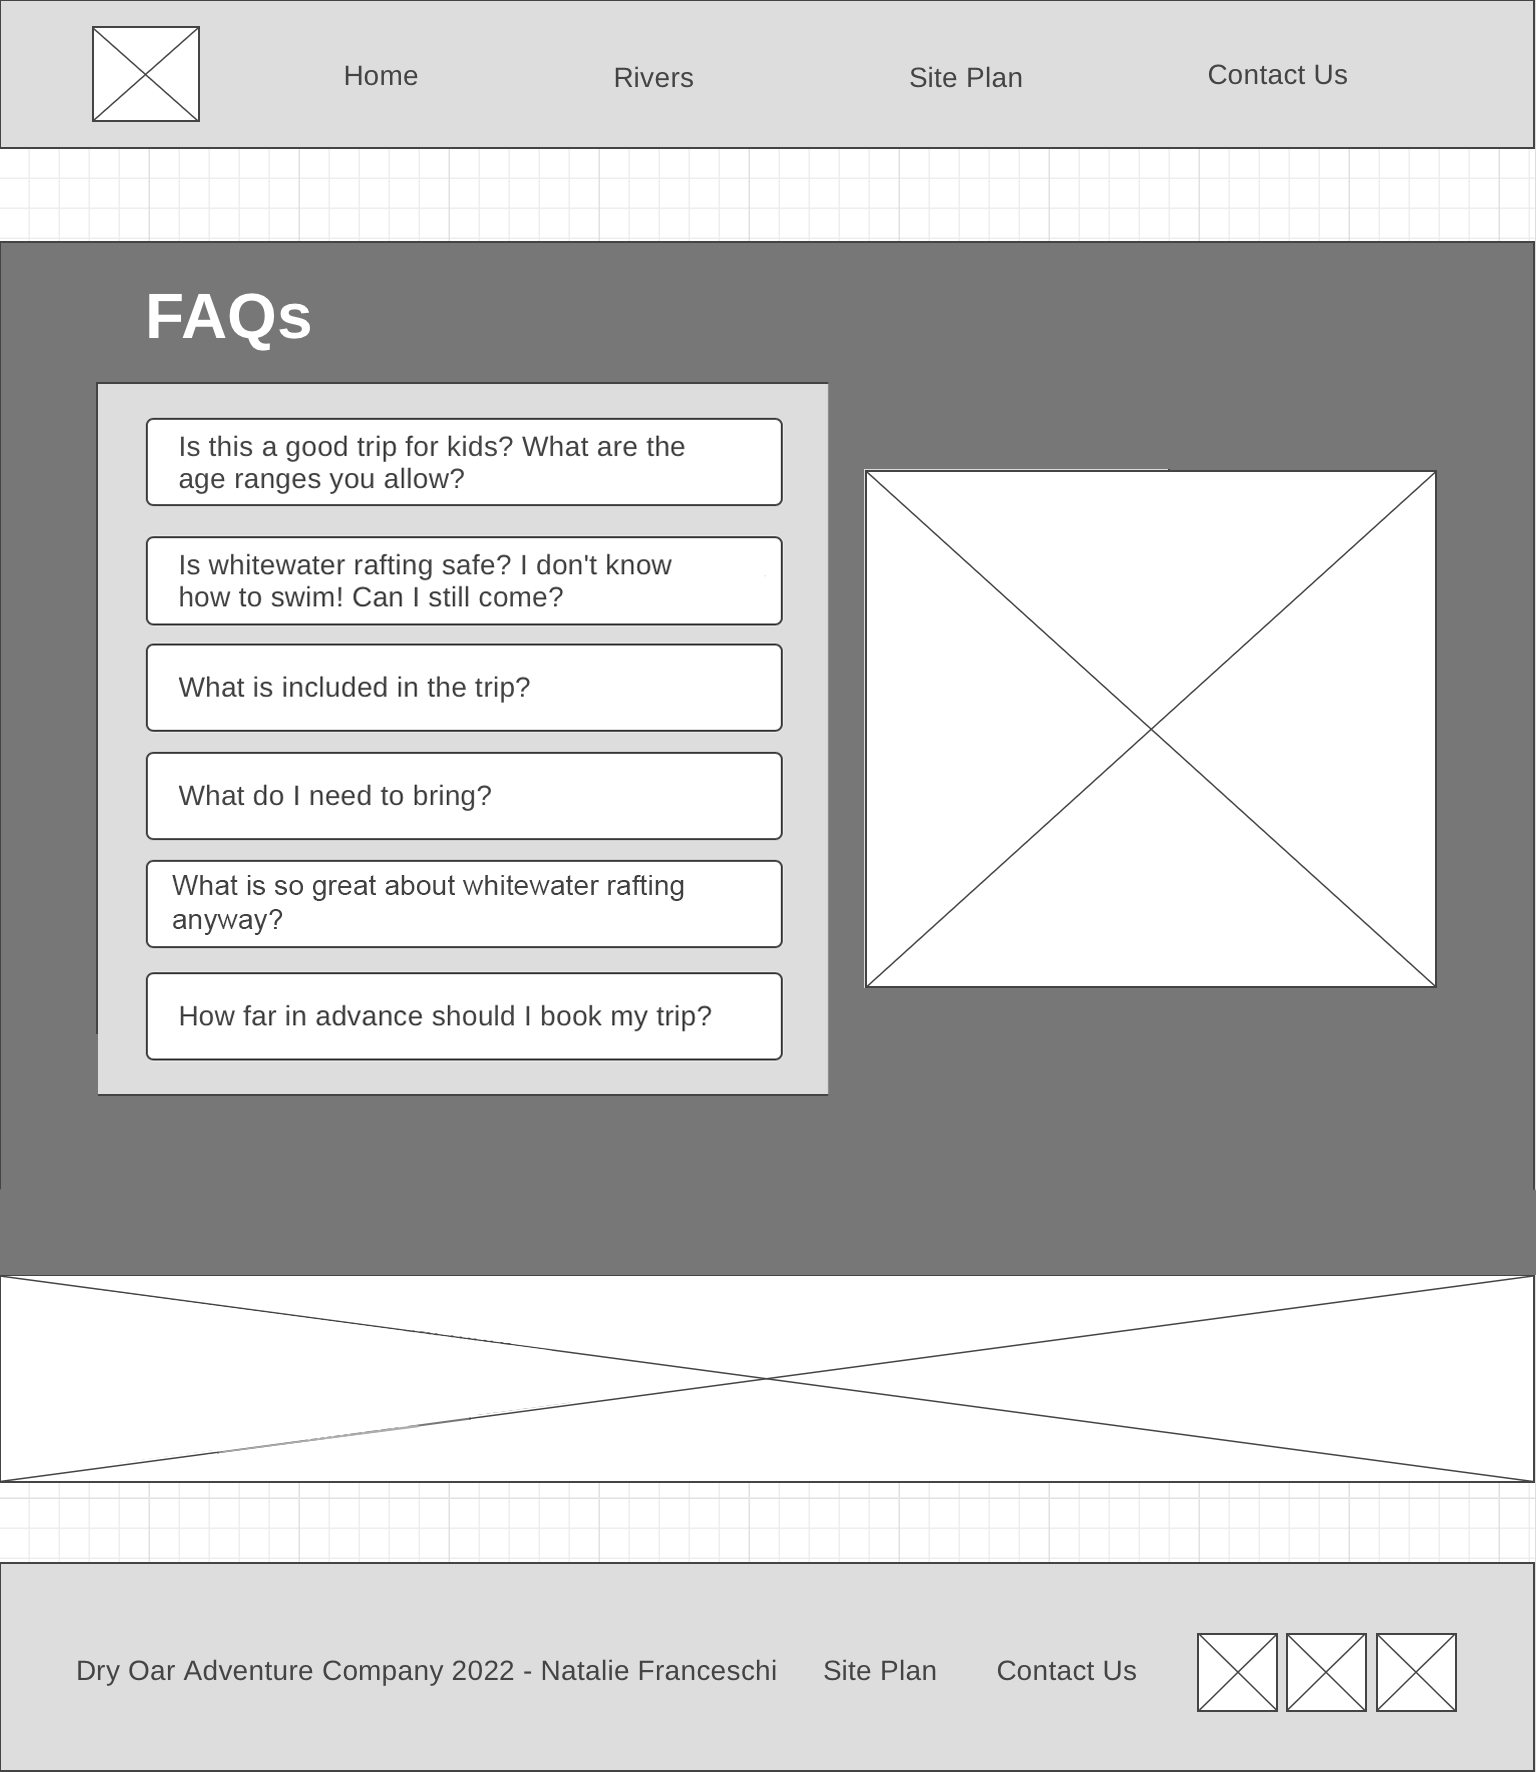 Home Rivers Site Plan Contact Us
FAQs
Is this a good trip for kids? What are the
age ranges you allow?
Is whitewater rafting safe? I don't know
how to swim! Can I still come?
What is included in the trip?
What do I need to bring?
What is so great about whitewater rafting
anyway?
How far in advance should I book my trip?
Dry Oar Adventure Company 2022 - Natalie Franceschi Site Plan Contact Us